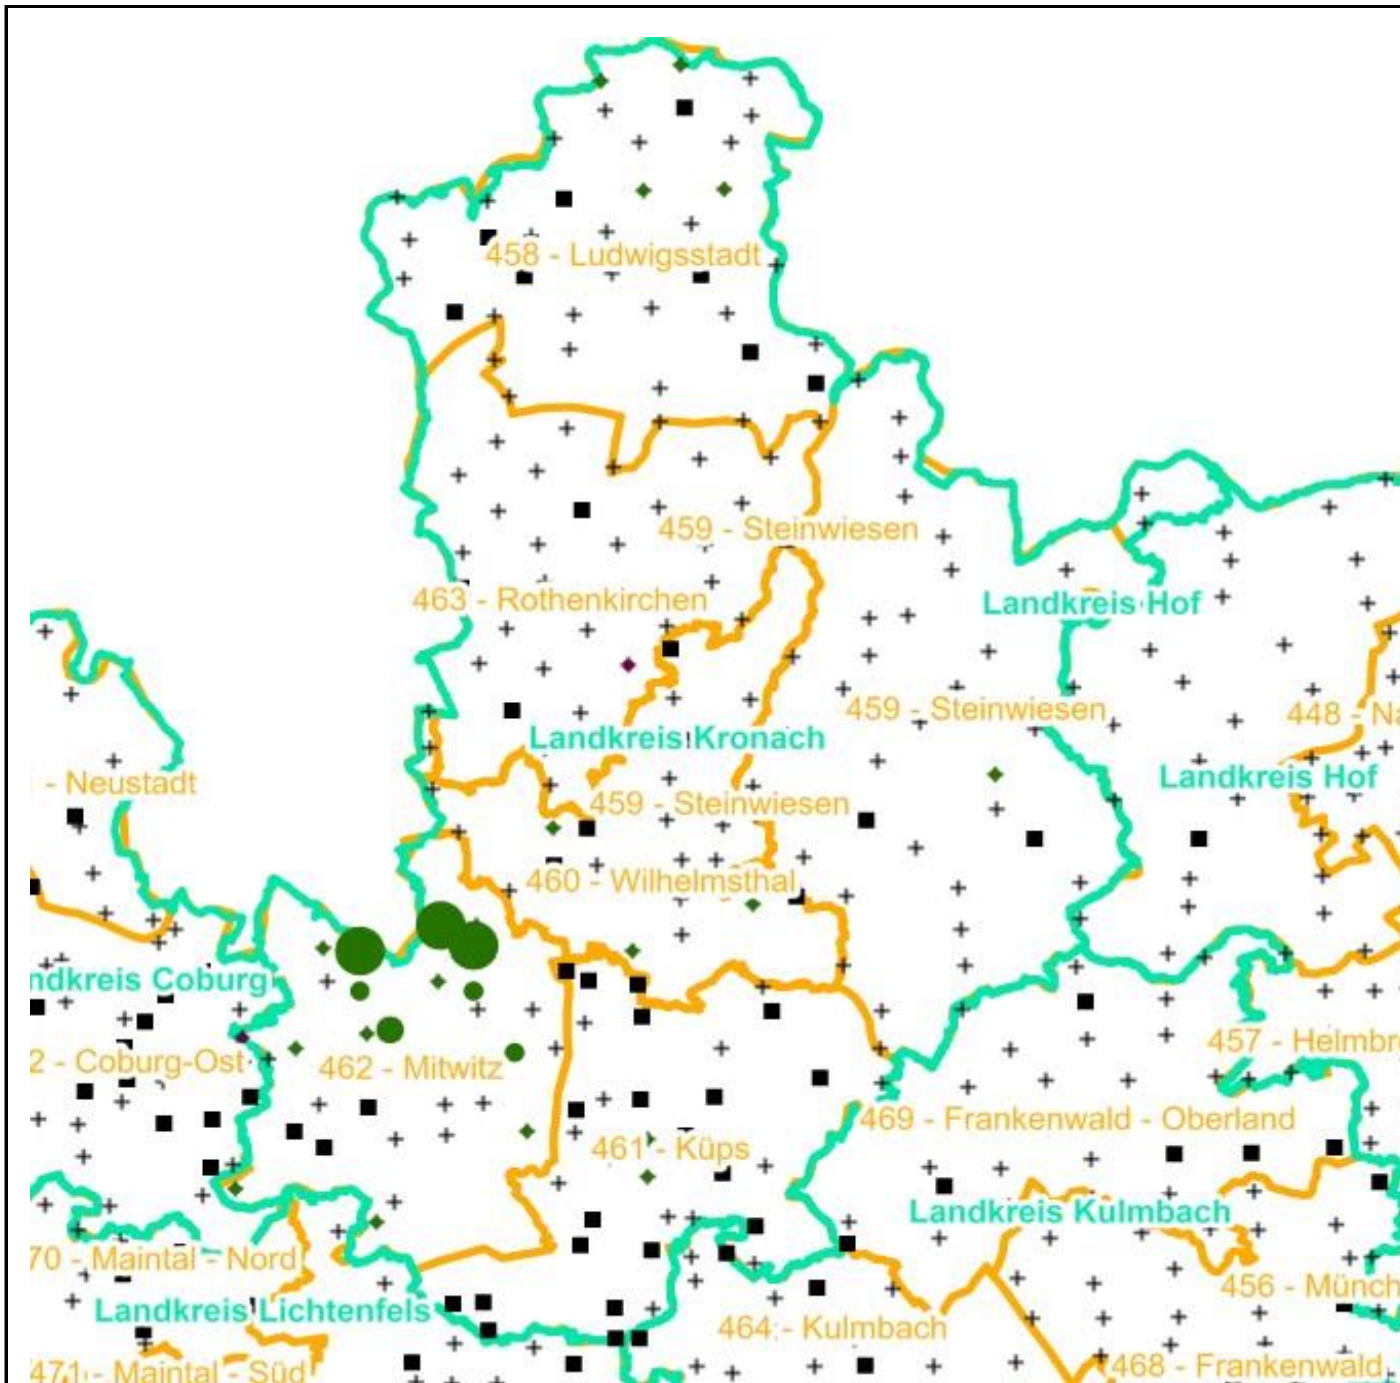 458 - Ludwigsstadt
459 - Steinwiesen
463 - Rothenkirchen
Landkreis Hof
459 - Steinwiesen
448 - Na
Landkreis Kronach
- Neustadt
Landkreis Hof
459 - Steinwiesen
460 - Wilhelmsthal
ndkreis Coburg
2 - Coburg-Ost
462 - Mitwitz
457 - Helmbre
469 - Frankenwald - Oberland
461 - Küps
Landkreis Kulmbach
70 - Maintal - Nord
456 - Münch
Landkreis Lichtenfels
464 - Kulmbach
471 - Maintal - Süd
468 - Frankenwald